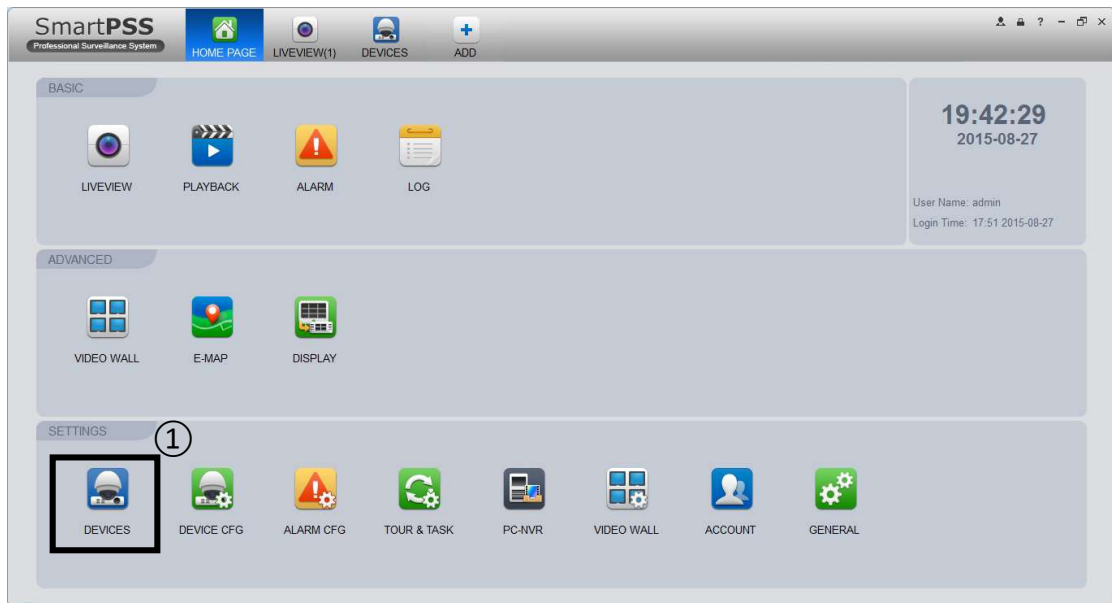 SmartPSS
Professional Surveillance System
HOME PAGE
LIVEVIEW(1)
DEVICES
ADD
BASIC
LIVEVIEW
PLAYBACK
ALARM
LOG
19:42:29
2015-08-27
User Name: admin
Login Time: 17:51 2015-08-27
ADVANCED
VIDEO WALL
E-MAP
DISPLAY
SETTINGS
①
DEVICES
DEVICE CFG
ALARM CFG
TOUR & TASK
PC-NVR
VIDEO WALL
ACCOUNT
GENERAL